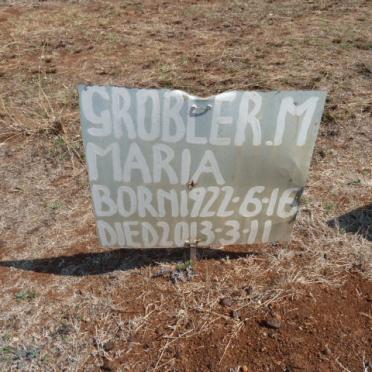 GROBLER.M
MARIA
BORN1922-6-16
DIED2013-3-11